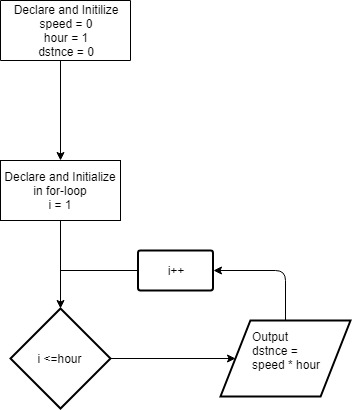 Declare and Initilize
speed = 0
hour = 1
dstnce = 0
Declare and Initialize
in for-loop
i = 1
i++
i <=hour
Output
dstnce =
speed * hour